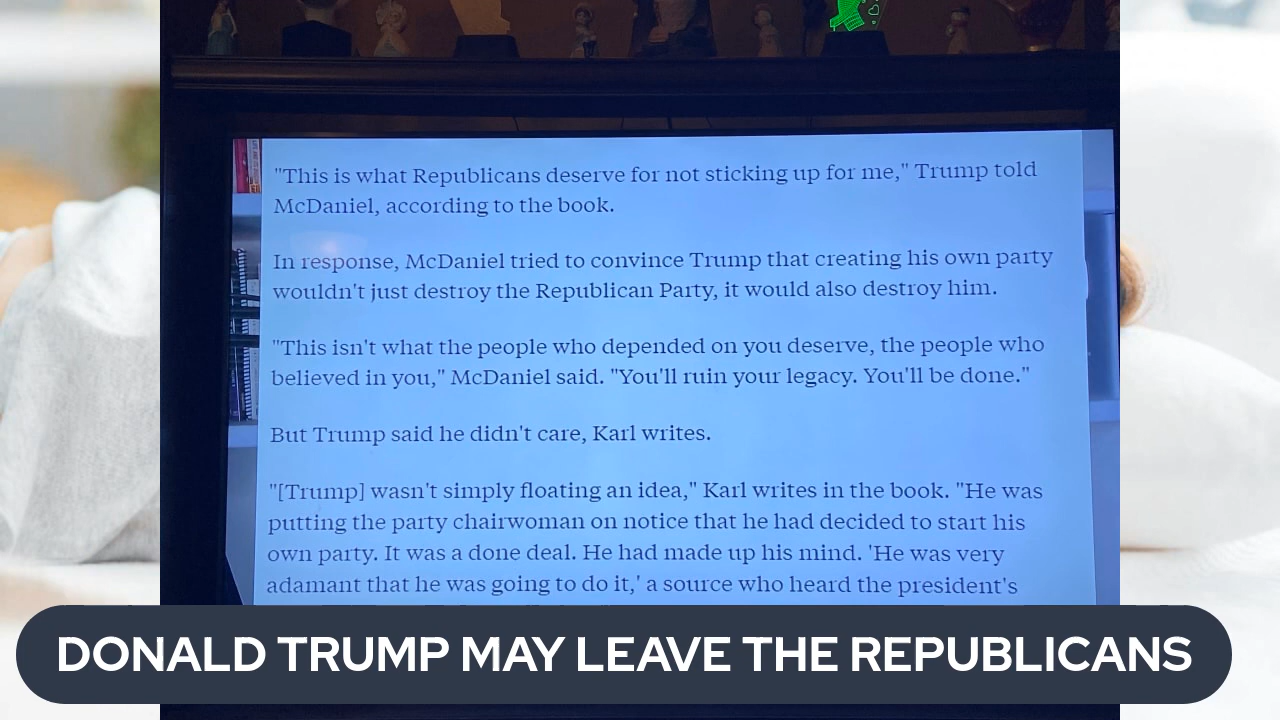 "This is what Republicans deserve for not sticking up for me," Trump told
McDaniel, according to the book.
In response, McDaniel tried to convince Trump that creating his own party
wouldn't just destroy the Republican Party, it would also destroy him.
"This isn't what the people who depended on you deserve, the people who
believed in you," McDaniel said. "You'll ruin your legacy. You'll be done."
But Trump said he didn't care, Karl writes.
"[Trump] wasn't simply floating an idea," Karl writes in the book. "He was
putting the party chairwoman on notice that he had decided to start his
own party. It was a done deal. He had made up his mind. 'He was very
adamant that he was going to do it,' a source who heard the president's
DONALD TRUMP MAY LEAVE THE REPUBLICANS